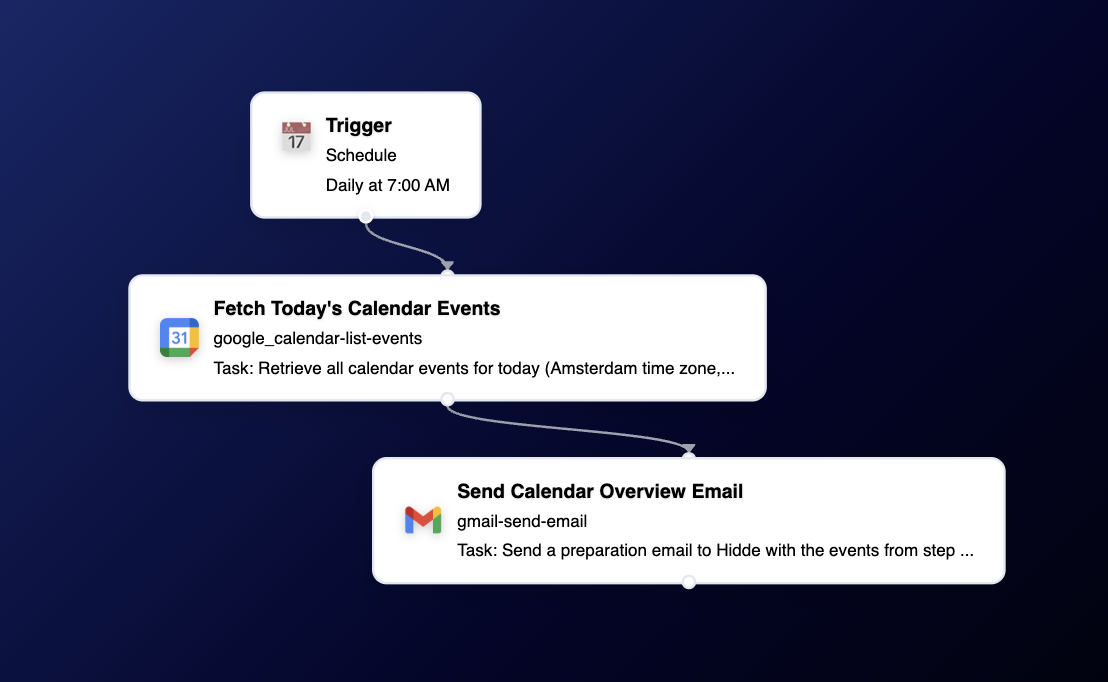 JUL
17
Trigger
Schedule
Daily at 7:00 AM
31
Fetch Today's Calendar Events
google_calendar-list-events
Task: Retrieve all calendar events for today (Amsterdam time zone,...
Send Calendar Overview Email
gmail-send-email
Task: Send a preparation email to Hidde with the events from step ...